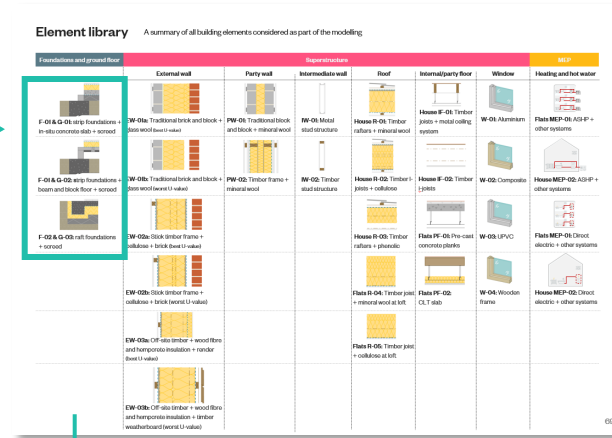 Element library
A summary of all building elements considered as part of the modelling
Foundations and ground floor
Superstructure
MEP
External wall
Party wall
Intermediate wall
Roof
Internal/party floor
Window
Heating and hot water
F-01 & G-01: strip foundations +
in-situ concrete slab + screed
EW-01a: Traditional brick and block +
glass wool (best U-value)
PW-01: Traditional block
and block + mineral wool
IW-01: Metal
stud structure
House R-01: Timber
rafters + mineral wool
House IF-01: Timber
joists + metal ceiling
system
W-01: Aluminium
Flats MEP-01: ASHP +
other systems
F-01 & G-02: strip foundations +
beam and block floor + screed
EW-01b: Traditional brick and block +
glass wool (worst U-value)
PW-02: Timber frame +
mineral wool
IW-02: Timber
stud structure
House R-02: Timber I-
joists + cellulose
House IF-02: Timber
I-joists
W-02: Composite
House MEP-02: ASHP +
other systems
F-02 & G-03: raft foundations
+ screed
EW-02a: Stick timber frame +
cellulose + brick (best U-value)
House R-03: Timber
rafters + phenolic
Flats PF-01: Pre-cast
concrete planks
W-03: UPVC
Flats MEP-01: Direct
electric + other systems
EW-02b: Stick timber frame +
cellulose + brick (worst U-value)
Flats R-04: Timber joist
+ mineral wool at loft
Flats PF-02:
CLT slab
W-04: Wooden
frame
House MEP-02: Direct
electric + other systems
EW-03a: Off-site timber + wood fibre
and hempcrete insulation + render
(best U-value)
Flats R-05: Timber joist
+ cellulose at loft
EW-03b: Off-site timber + wood fibre
and hempcrete insulation + timber
weatherboard (worst U-value)